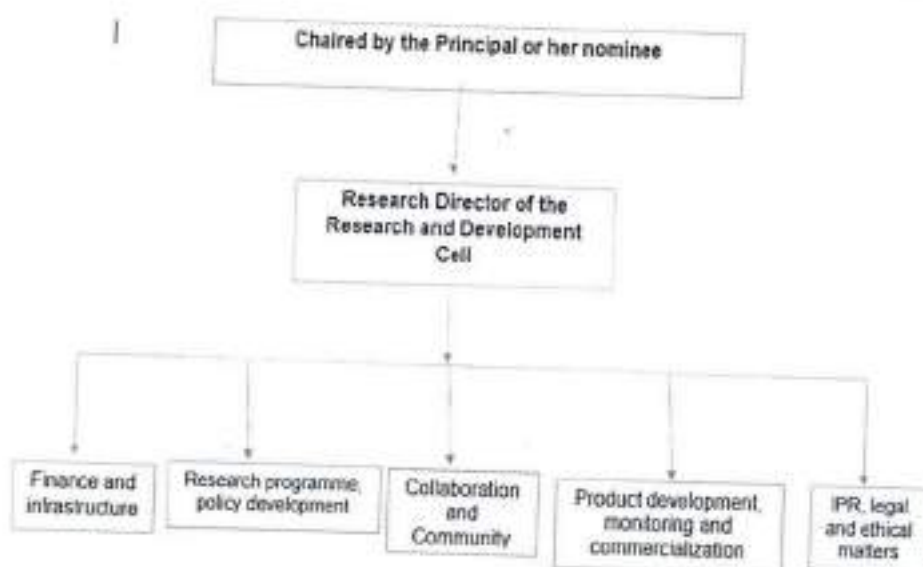 Chaired by the Principal or her nominee
Research Director of the
Research and Development
Cell
Finance and
infrastructure
Research programme,
policy development
Collaboration
and
Community
Product development,
monitoring and
commercialization
IPR, legal
and ethical
matters